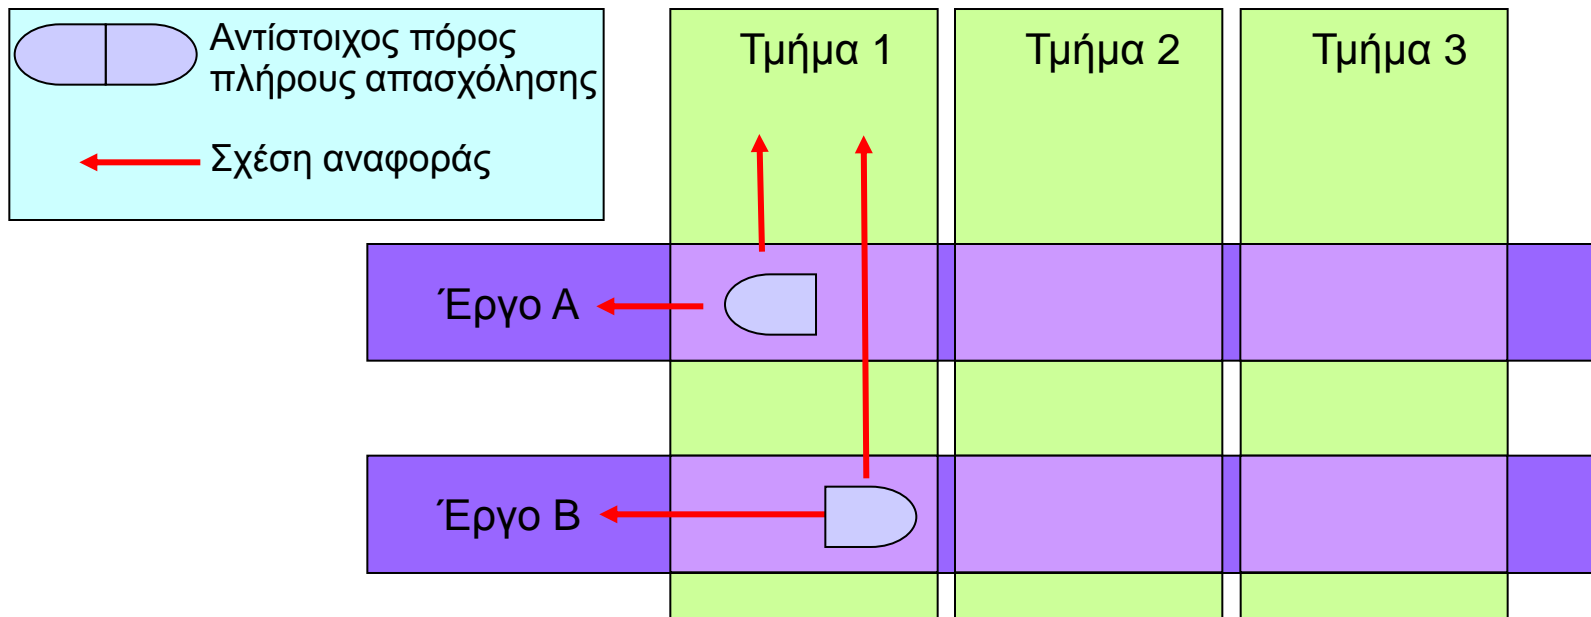 Αντίστοιχος πόρος
πλήρους απασχόλησης
Σχέση αναφοράς
Τμήμα 1
Τμήμα 2
Τμήμα 3
Έργο Α
Έργο Β